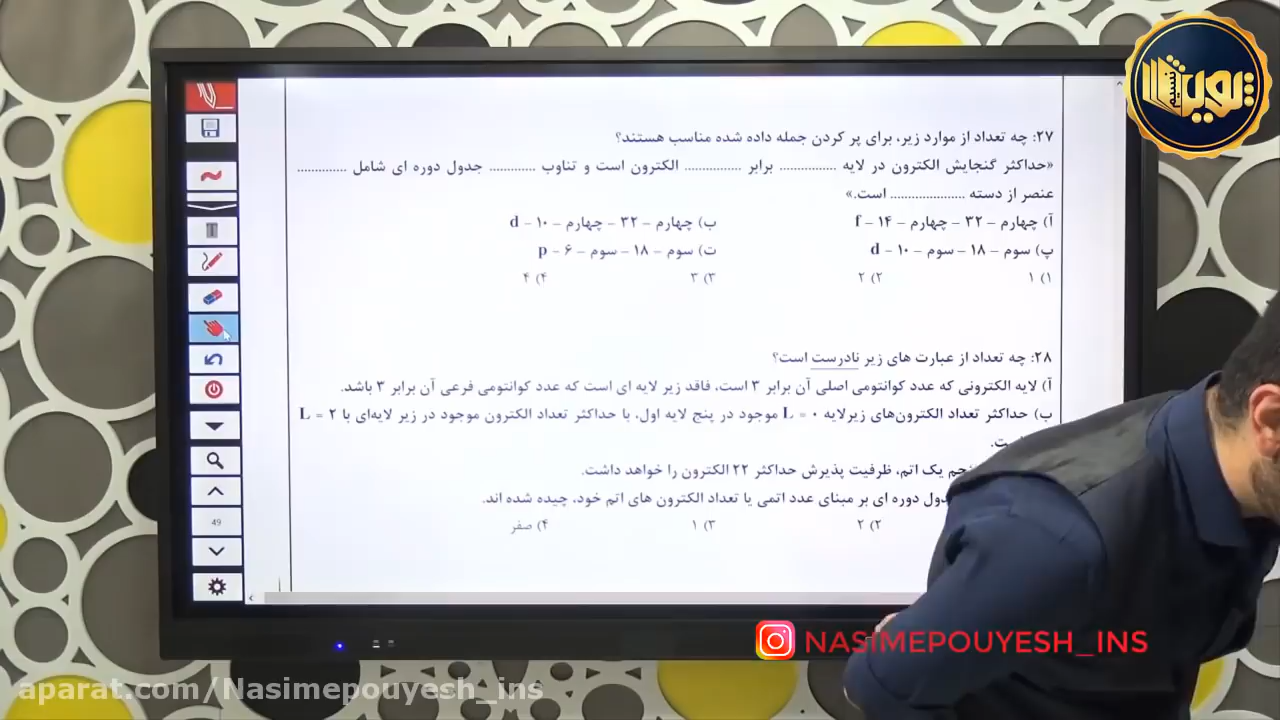 پویش
نسیم
۲۷: چه تعداد از موارد زیر، برای پر کردن جمله داده شده مناسب هستند؟
«حداکثر گنجایش الکترون در لایه .............. برابر .............. الکترون است و تناوب ............ جدول دوره ای شامل ............
عنصر از دسته .................. است.»
آ) چهارم – ۳۲ – چهارم – ۱۴ – f
ب) چهارم – ۳۲ – چهارم – ۱۰ – d
پ) سوم – ۱۸ – سوم – ۱۰ – d
ت) سوم – ۱۸ – سوم – ۶ – p
۱) ۱
۲) ۲
۳) ۳
۴) ۴
۲۸: چه تعداد از عبارت های زیر نادرست است؟
آ) لایه الکترونی که عدد کوانتومی اصلی آن برابر ۳ است، فاقد زیر لایه ای است که عدد کوانتومی فرعی آن برابر ۳ باشد.
ب) حداکثر تعداد الکترون‌های زیرلایه L = ۰ موجود در پنج لایه اول، با حداکثر تعداد الکترون موجود در زیر لایه‌ای با L = ۲
یک اتم، ظرفیت پذیرش حداکثر ۲۲ الکترون را خواهد داشت.
دوره ای بر مبنای عدد اتمی یا تعداد الکترون های اتم خود، چیده شده اند.
۲) ۲
۳) ۱
۴) صفر
49
NASIMEPOUYESH_INS
aparat.com/Nasimepouyesh_ins